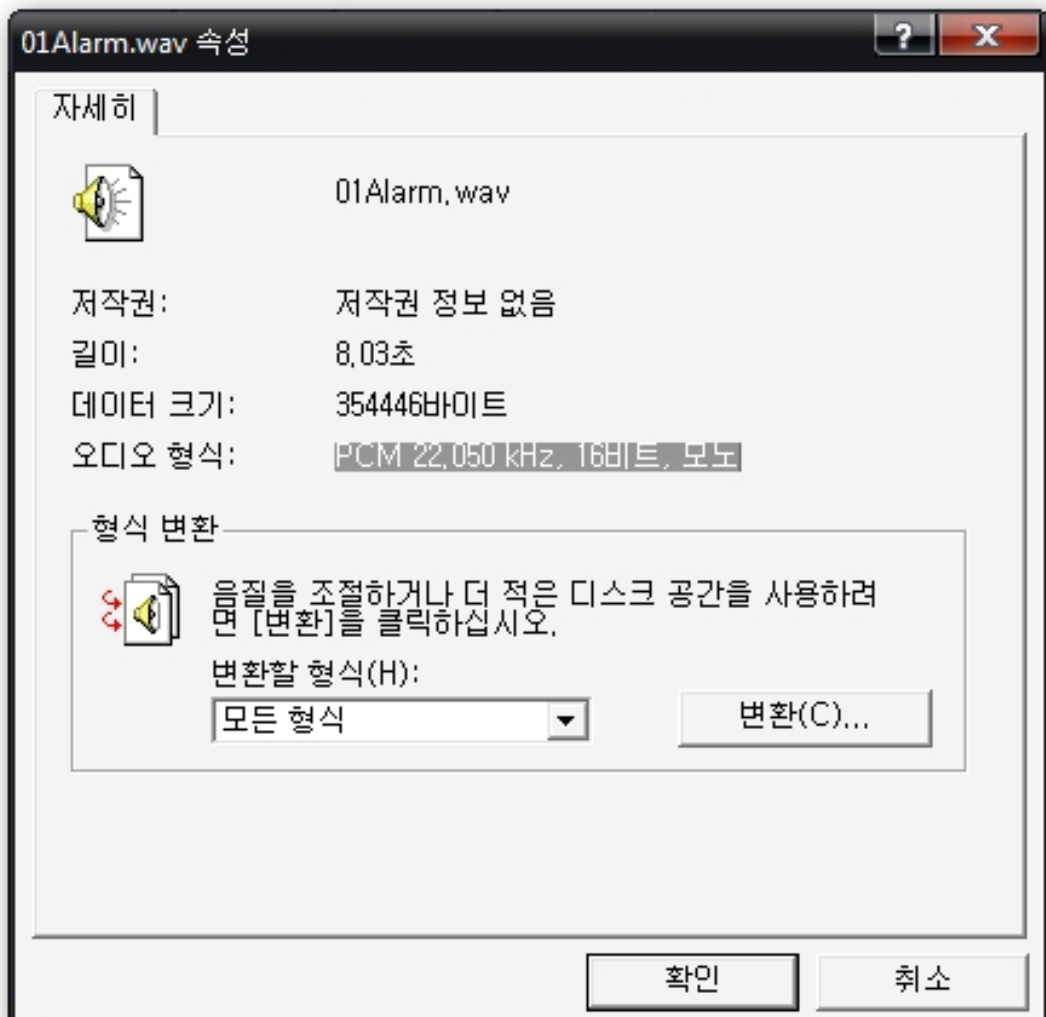 01Alarm.wav 속성
자세히
01Alarm.wav
저작권: 저작권 정보 없음
길이: 8.03초
데이터 크기: 354446바이트
오디오 형식: PCM 22.050 kHz, 16비트, 모노
형식 변환
음질을 조절하거나 더 적은 디스크 공간을 사용하려
면 [변환]을 클릭하십시오.
변환할 형식(H):
모든 형식 변환(C)...
확인 취소